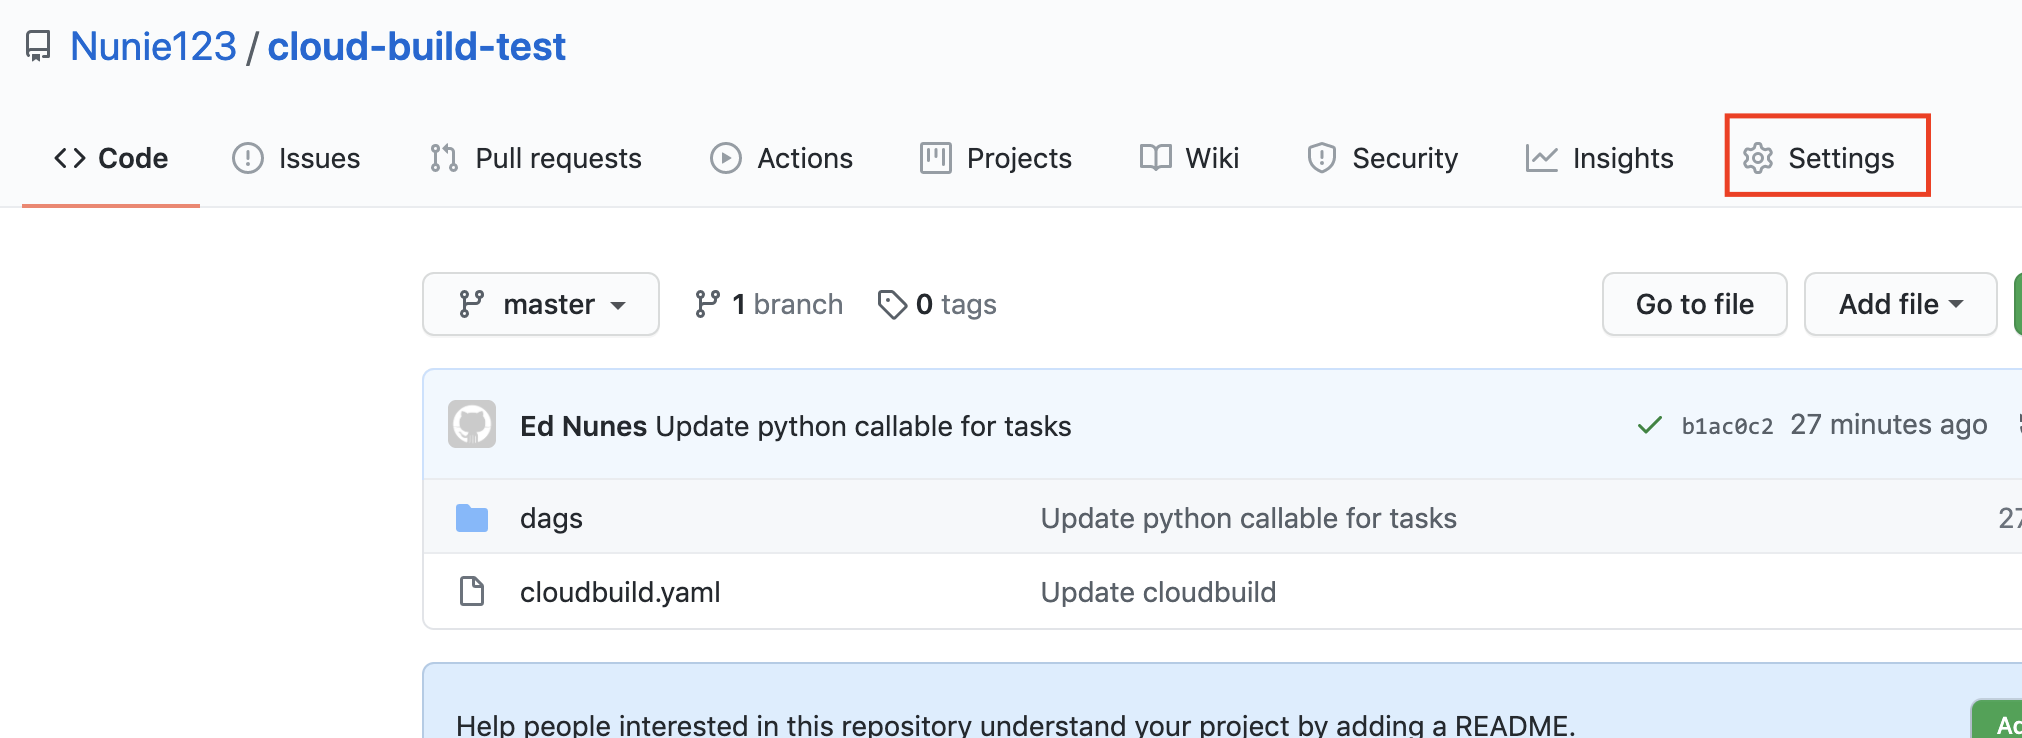 Nunie123 / cloud-build-test
Code Issues Pull requests Actions Projects Wiki Security Insights Settings
master 1 branch 0 tags Go to file Add file
Ed Nunes Update python callable for tasks b1ac0c2 27 minutes ago
dags Update python callable for tasks 27
cloudbuild.yaml Update cloudbuild
Help people interested in this repository understand your project by adding a README.